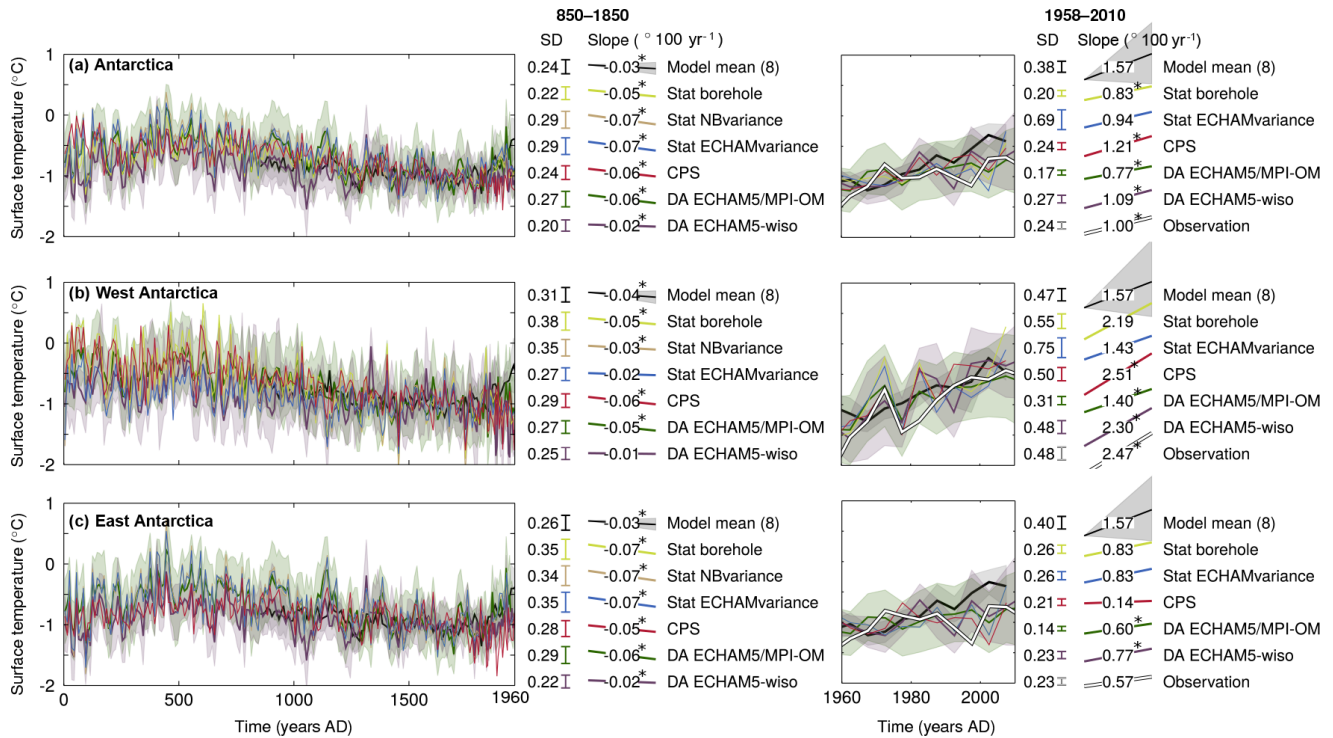 850–1850
1958–2010
SD Slope ( ° 100 yr⁻¹)
SD Slope ( ° 100 yr⁻¹)
Surface temperature (°C)
1
0
-1
-2
(a) Antarctica
0.24 -0.03* Model mean (8)
0.22 -0.05* Stat borehole
0.29 -0.07* Stat NBvariance
0.29 -0.07* Stat ECHAMvariance
0.24 -0.06* CPS
0.27 -0.06* DA ECHAM5/MPI-OM
0.20 -0.02* DA ECHAM5-wiso
0.38 1.57 Model mean (8)
0.20 0.83* Stat borehole
0.69 0.94 Stat ECHAMvariance
0.24 1.21* CPS
0.17 0.77* DA ECHAM5/MPI-OM
0.27 1.09* DA ECHAM5-wiso
0.24 1.00* Observation
Surface temperature (°C)
1
0
-1
-2
(b) West Antarctica
0.31 -0.04* Model mean (8)
0.38 -0.05* Stat borehole
0.35 -0.03* Stat NBvariance
0.27 -0.02 Stat ECHAMvariance
0.29 -0.06* CPS
0.27 -0.05* DA ECHAM5/MPI-OM
0.25 -0.01 DA ECHAM5-wiso
0.47 1.57 Model mean (8)
0.55 2.19 Stat borehole
0.75 1.43 Stat ECHAMvariance
0.50 2.51* CPS
0.31 1.40* DA ECHAM5/MPI-OM
0.48 2.30* DA ECHAM5-wiso
0.48 2.47* Observation
Surface temperature (°C)
1
0
-1
-2
(c) East Antarctica
0.26 -0.03* Model mean (8)
0.35 -0.07* Stat borehole
0.34 -0.07* Stat NBvariance
0.35 -0.07* Stat ECHAMvariance
0.28 -0.05* CPS
0.29 -0.06* DA ECHAM5/MPI-OM
0.22 -0.02* DA ECHAM5-wiso
0.40 1.57 Model mean (8)
0.26 0.83 Stat borehole
0.26 0.83 Stat ECHAMvariance
0.21 0.14 CPS
0.14 0.60* DA ECHAM5/MPI-OM
0.23 0.77* DA ECHAM5-wiso
0.23 0.57 Observation
0 500 1000 1500 1960
Time (years AD)
1960 1980 2000
Time (years AD)